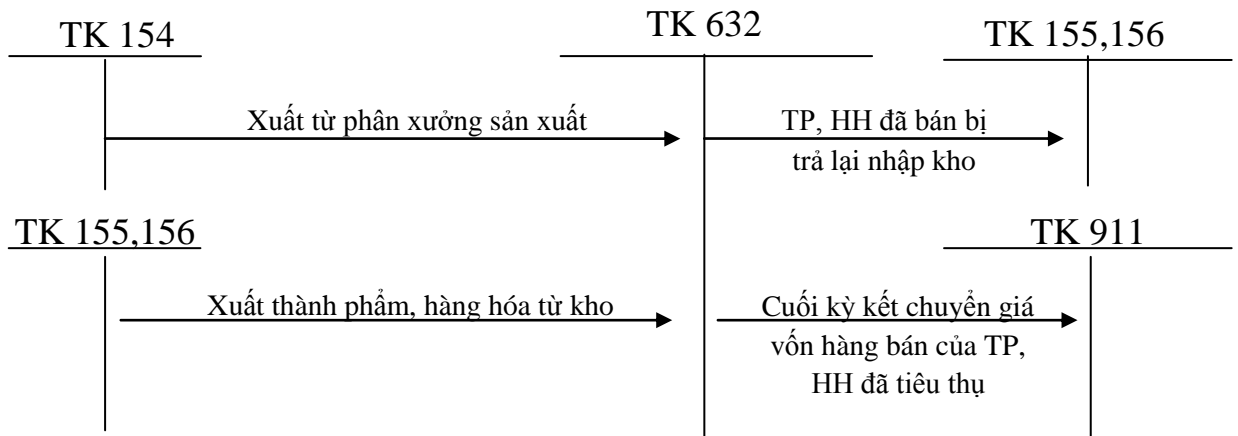 TK 154
TK 632
TK 155,156
Xuất từ phân xưởng sản xuất
TP, HH đã bán bị
trả lại nhập kho
TK 155,156
TK 911
Xuất thành phẩm, hàng hóa từ kho
Cuối kỳ kết chuyển giá
vốn hàng bán của TP,
HH đã tiêu thụ